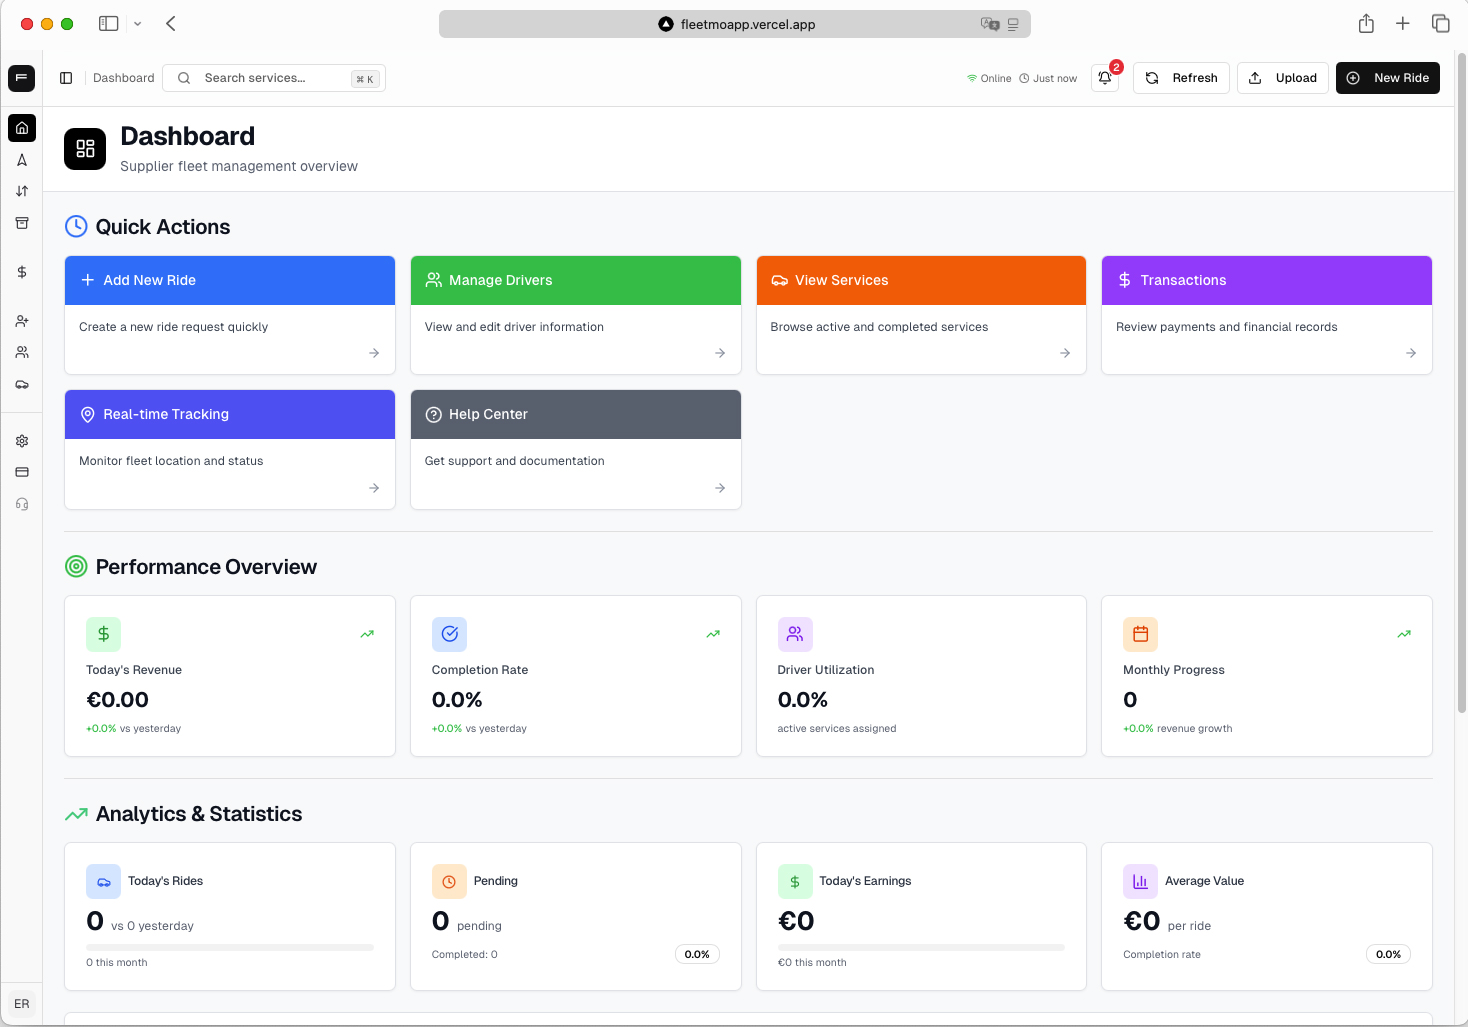 fleetmoapp.vercel.app
Dashboard
Search services...
⌘ K
Online
Just now
2
Refresh
Upload
New Ride
Dashboard
Supplier fleet management overview
Quick Actions
Add New Ride
Create a new ride request quickly
Manage Drivers
View and edit driver information
View Services
Browse active and completed services
Transactions
Review payments and financial records
Real-time Tracking
Monitor fleet location and status
Help Center
Get support and documentation
Performance Overview
Today's Revenue
€0.00
+0.0% vs yesterday
Completion Rate
0.0%
+0.0% vs yesterday
Driver Utilization
0.0%
active services assigned
Monthly Progress
0
+0.0% revenue growth
Analytics & Statistics
Today's Rides
0 vs 0 yesterday
0 this month
Pending
0 pending
Completed: 0
0.0%
Today's Earnings
€0
€0 this month
Average Value
€0 per ride
Completion rate
0.0%
ER